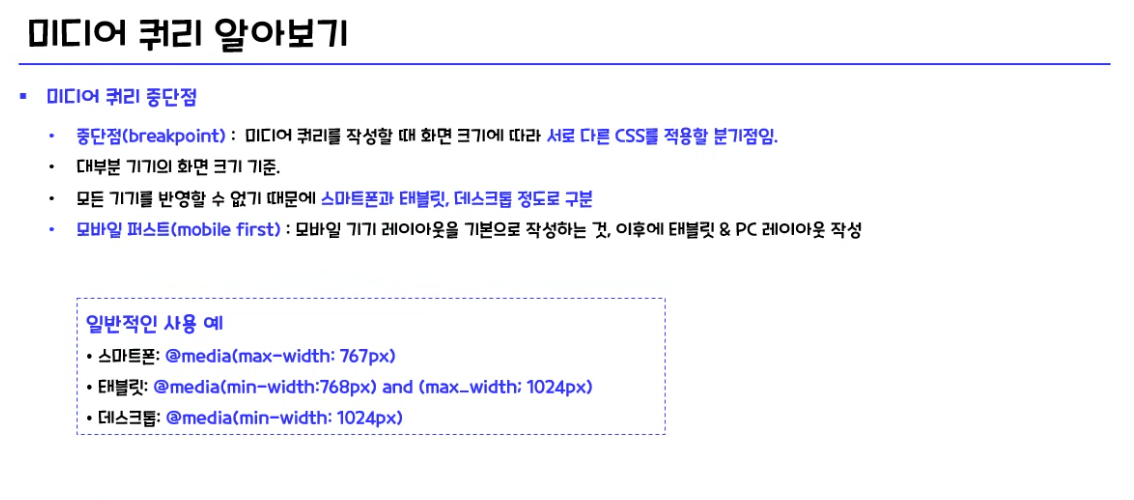 미디어 쿼리 알아보기
▪ 미디어 쿼리 중단점
• 중단점(breakpoint) : 미디어 쿼리를 작성할 때 화면 크기에 따라 서로 다른 CSS를 적용할 분기점임.
• 대부분 기기의 화면 크기 기준.
• 모든 기기를 반영할 수 없기 때문에 스마트폰과 태블릿, 데스크톱 정도로 구분
• 모바일 퍼스트(mobile first) : 모바일 기기 레이아웃을 기본으로 작성하는 것, 이후에 태블릿 & PC 레이아웃 작성
일반적인 사용 예
• 스마트폰: @media(max-width: 767px)
• 태블릿: @media(min-width:768px) and (max_width; 1024px)
• 데스크톱: @media(min-width: 1024px)